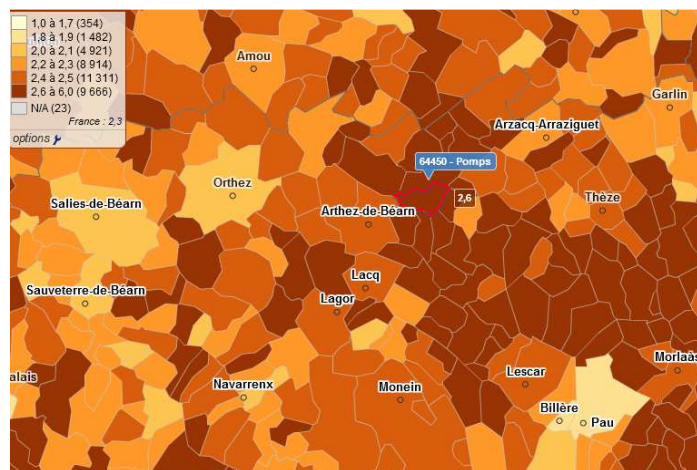 1,0 à 1,7 (354)
1,8 à 1,9 (1 482)
2,0 à 2,1 (4 921)
2,2 à 2,3 (8 914)
2,4 à 2,5 (11 311)
2,6 à 6,0 (9 666)
N/A (23)
France : 2,3
options
Amou
Garlin
Arzacq-Arraziguet
64450 - Pomps
2,6
Orthez
Salies-de-Béarn
Arthez-de-Béarn
Thèze
Lacq
Sauveterre-de-Béarn
Lagor
Morlaàs
Lescar
alais
Navarrenx
Monein
Billère
Pau